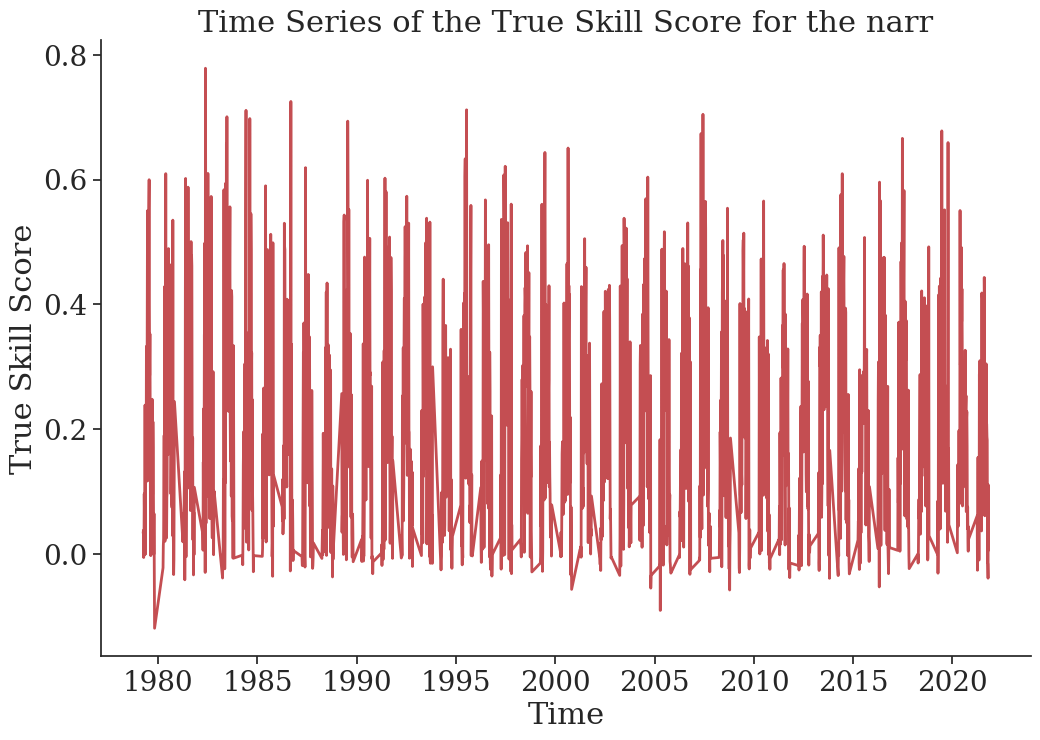 Time Series of the True Skill Score for the narr
True Skill Score
0.8
0.6
0.4
0.2
0.0
1980 1985 1990 1995 2000 2005 2010 2015 2020
Time